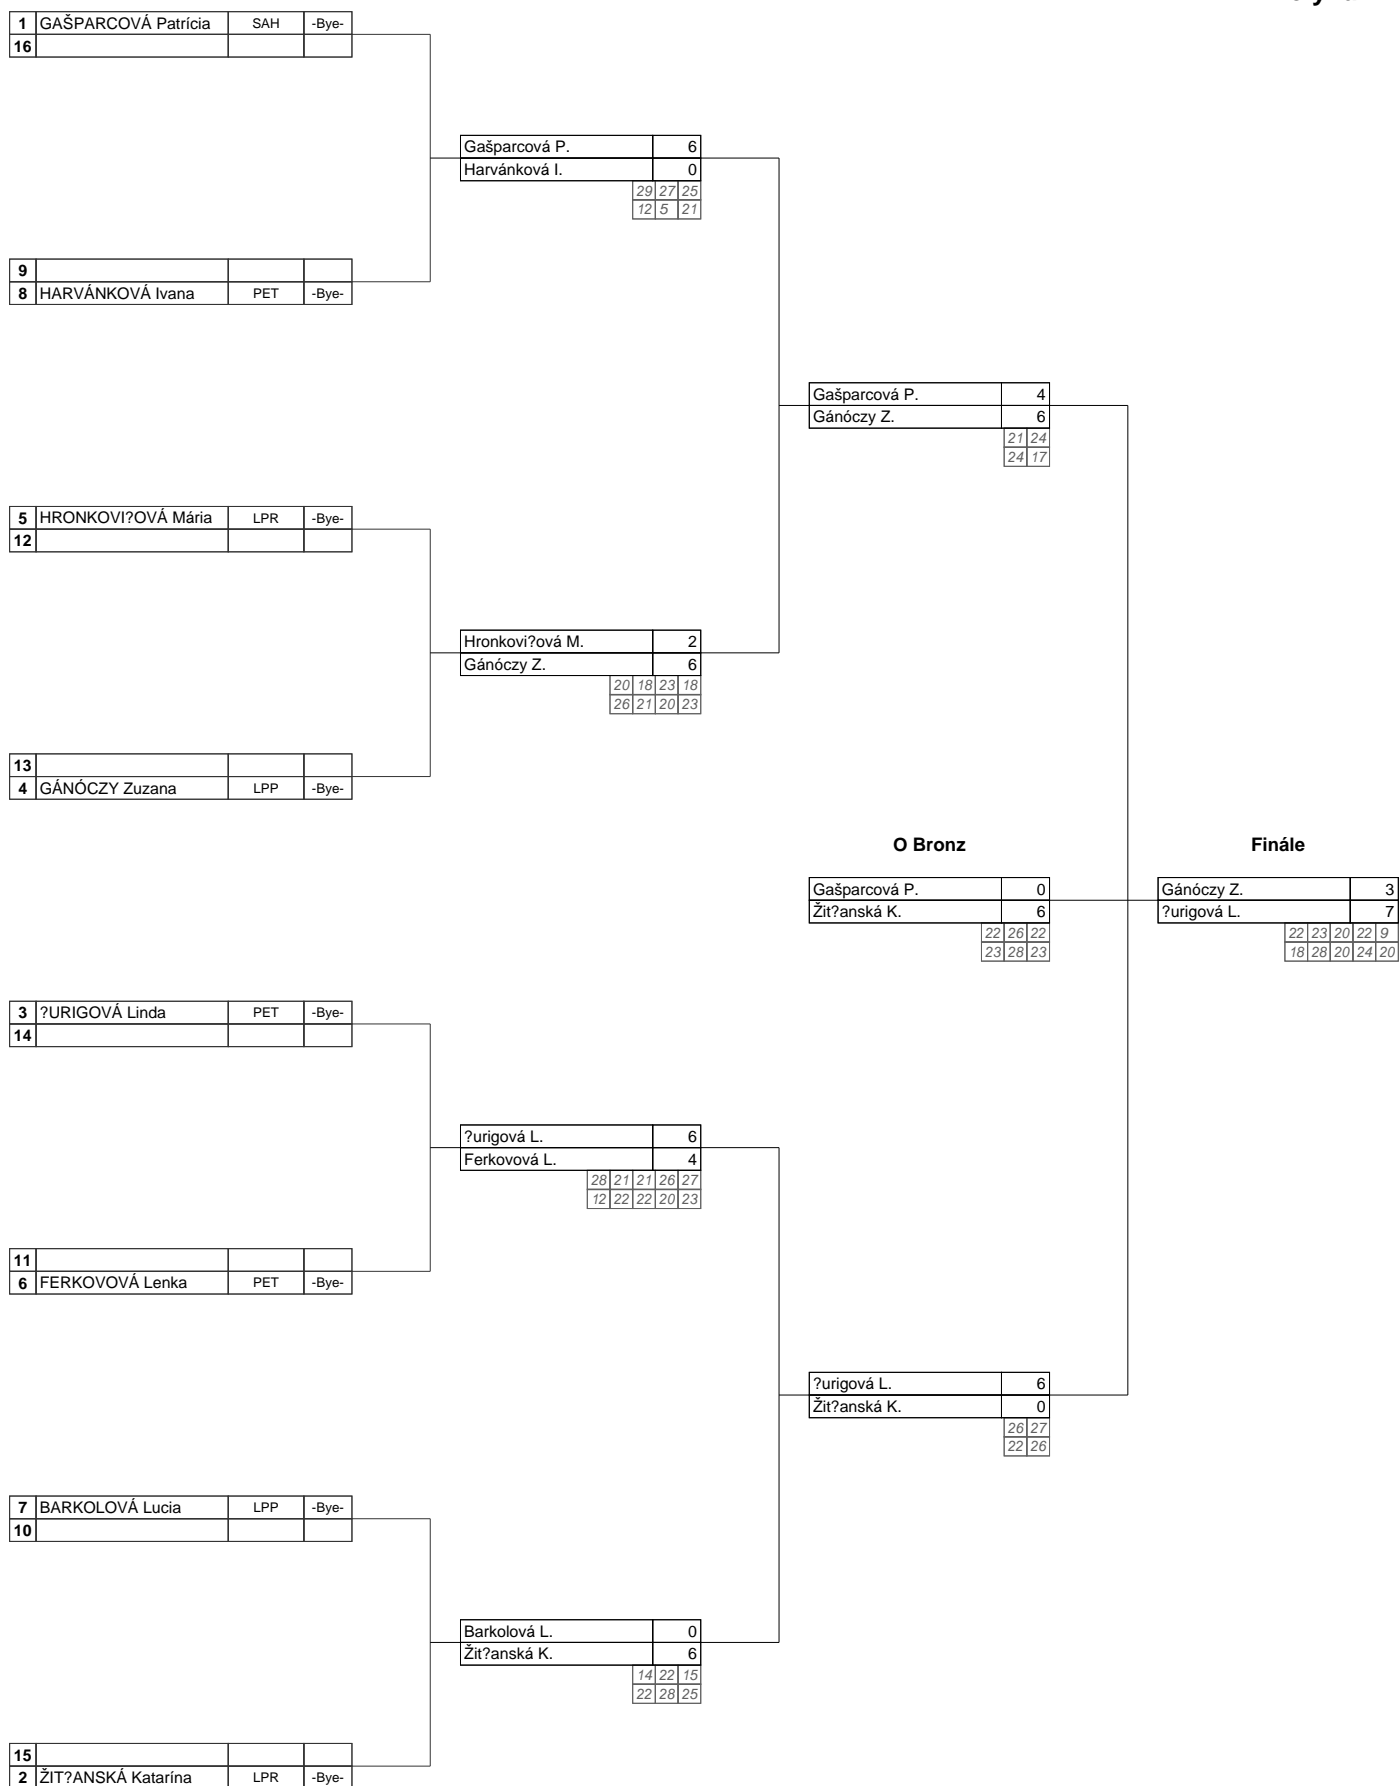 1 GAŠPARCOVÁ Patrícia SAH -Bye-
16
Gašparcová P. 6
Harvánková I. 0
29 27 25
12 5 21
9
8 HARVÁNKOVÁ Ivana PET -Bye-
Gašparcová P. 4
Gánóczy Z. 6
21 24
24 17
5 HRONKOVI?OVÁ Mária LPR -Bye-
12
Hronkovi?ová M. 2
Gánóczy Z. 6
20 18 23 18
26 21 20 23
13
4 GÁNÓCZY Zuzana LPP -Bye-
O Bronz
Finále
Gašparcová P. 0
Žit?anská K. 6
22 26 22
23 28 23
Gánóczy Z. 3
?urigová L. 7
22 23 20 22 9
18 28 20 24 20
3 ?URIGOVÁ Linda PET -Bye-
14
?urigová L. 6
Ferkovová L. 4
28 21 21 26 27
12 22 22 20 23
11
6 FERKOVOVÁ Lenka PET -Bye-
?urigová L. 6
Žit?anská K. 0
26 27
22 26
7 BARKOLOVÁ Lucia LPP -Bye-
10
Barkolová L. 0
Žit?anská K. 6
14 22 15
22 28 25
15
2 ŽIT?ANSKÁ Katarína LPR -Bye-